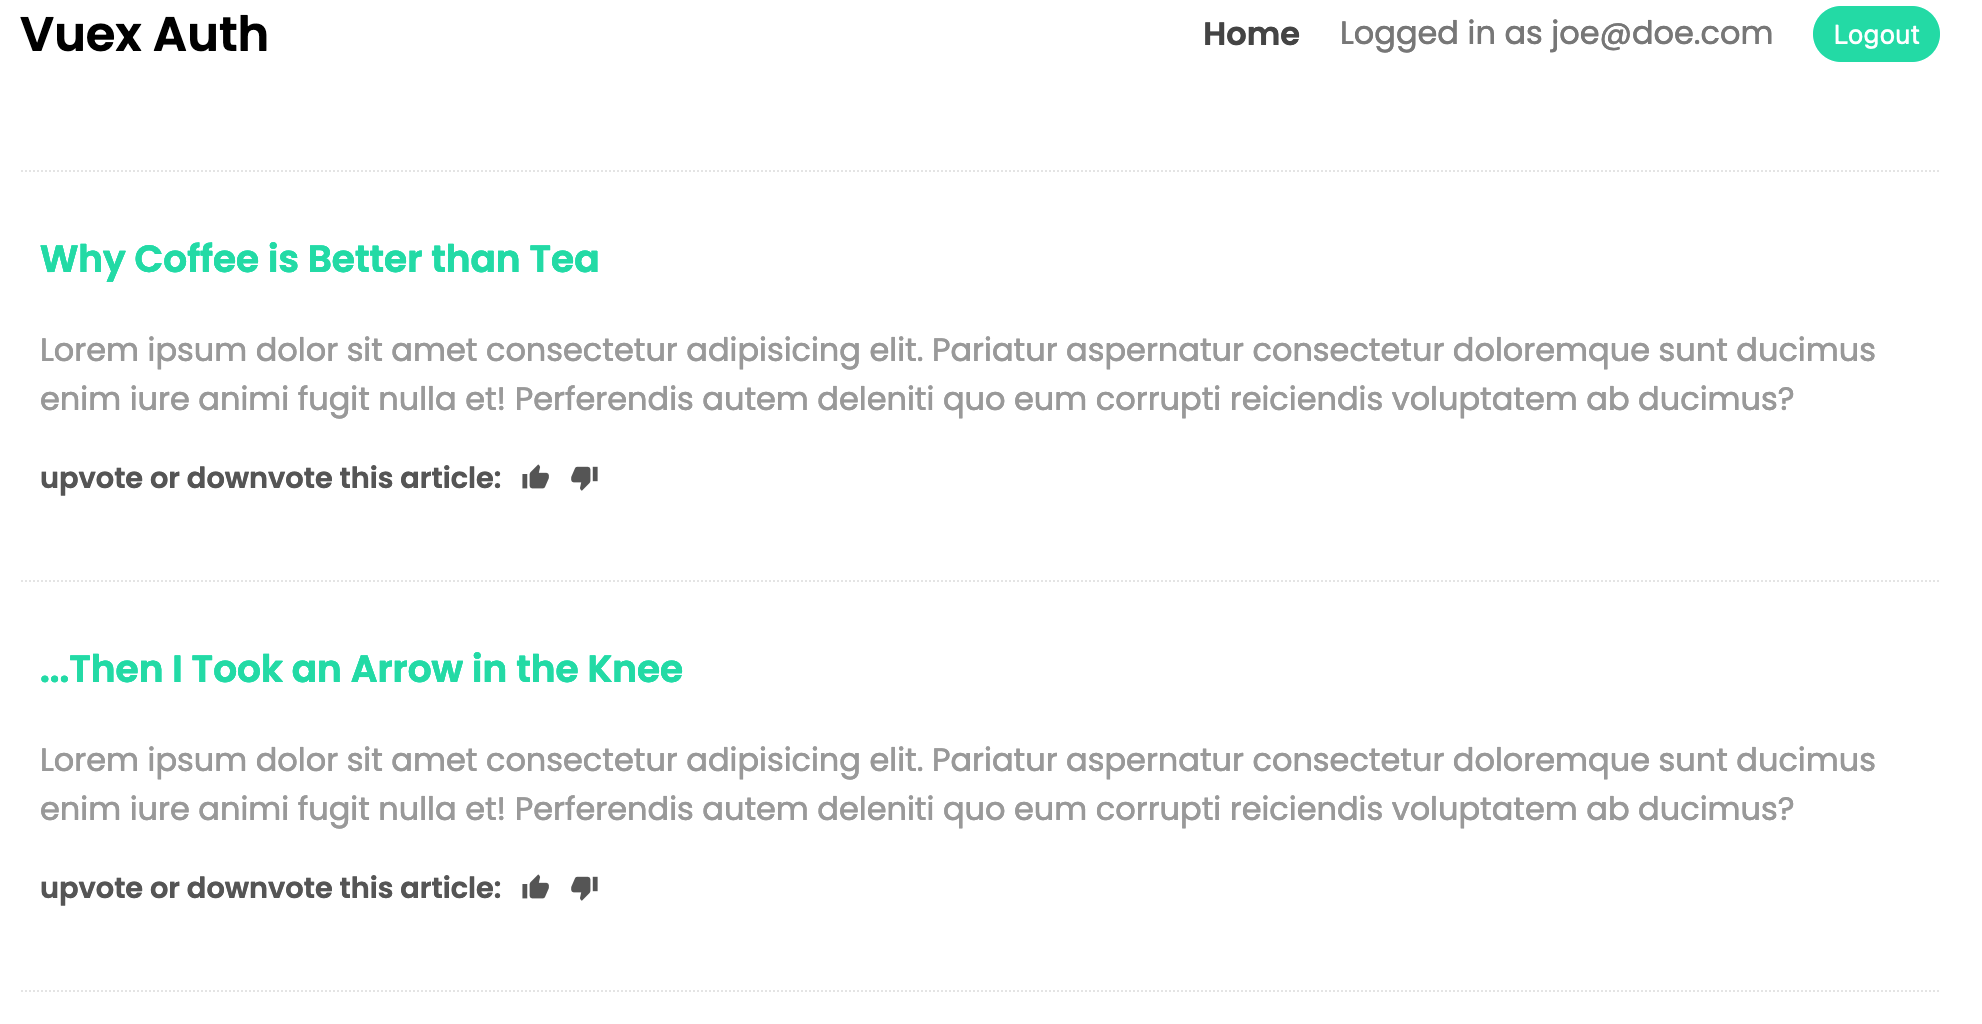 Vuex Auth
Home Logged in as joe@doe.com Logout
Why Coffee is Better than Tea
Lorem ipsum dolor sit amet consectetur adipisicing elit. Pariatur aspernatur consectetur doloremque sunt ducimus
enim iure animi fugit nulla et! Perferendis autem deleniti quo eum corrupti reiciendis voluptatem ab ducimus?
upvote or downvote this article:
...Then I Took an Arrow in the Knee
Lorem ipsum dolor sit amet consectetur adipisicing elit. Pariatur aspernatur consectetur doloremque sunt ducimus
enim iure animi fugit nulla et! Perferendis autem deleniti quo eum corrupti reiciendis voluptatem ab ducimus?
upvote or downvote this article: